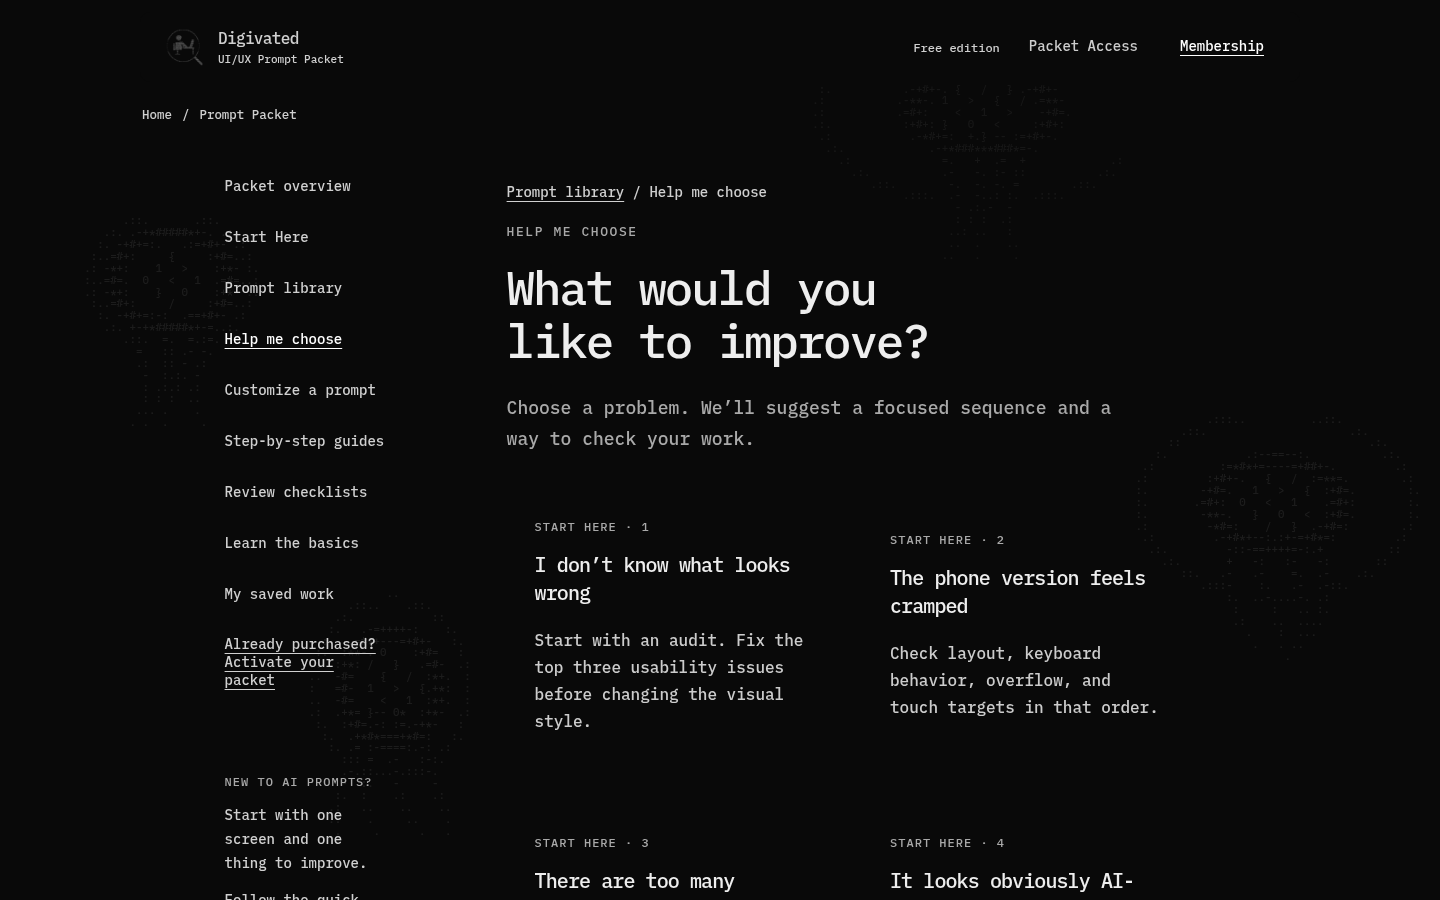 Digivated
UI/UX Prompt Packet
Free edition
Packet Access
Membership
Home / Prompt Packet
Packet overview
Start Here
Prompt library
Help me choose
Customize a prompt
Step-by-step guides
Review checklists
Learn the basics
My saved work
Already purchased?
Activate your
packet
NEW TO AI PROMPTS?
Start with one
screen and one
thing to improve.
Follow the quick
Prompt library / Help me choose
HELP ME CHOOSE
What would you
like to improve?
Choose a problem. We’ll suggest a focused sequence and a
way to check your work.
START HERE · 1
I don’t know what looks
wrong
Start with an audit. Fix the
top three usability issues
before changing the visual
style.
START HERE · 2
The phone version feels
cramped
Check layout, keyboard
behavior, overflow, and
touch targets in that order.
START HERE · 3
There are too many
START HERE · 4
It looks obviously AI-